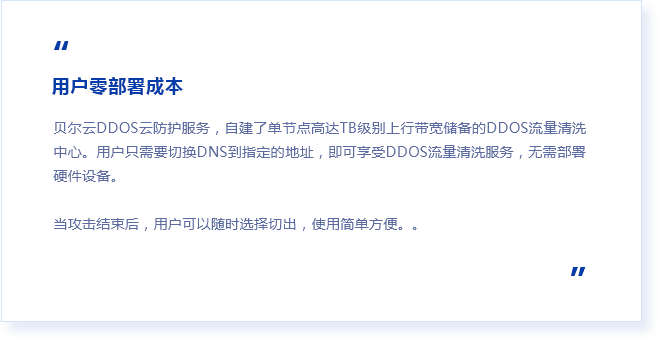 “
用户零部署成本
贝尔云DDOS云防护服务，自建了单节点高达TB级别上行带宽储备的DDOS流量清洗
中心。用户只需要切换DNS到指定的地址，即可享受DDOS流量清洗服务，无需部署
硬件设备。
当攻击结束后，用户可以随时选择切出，使用简单方便。。
”